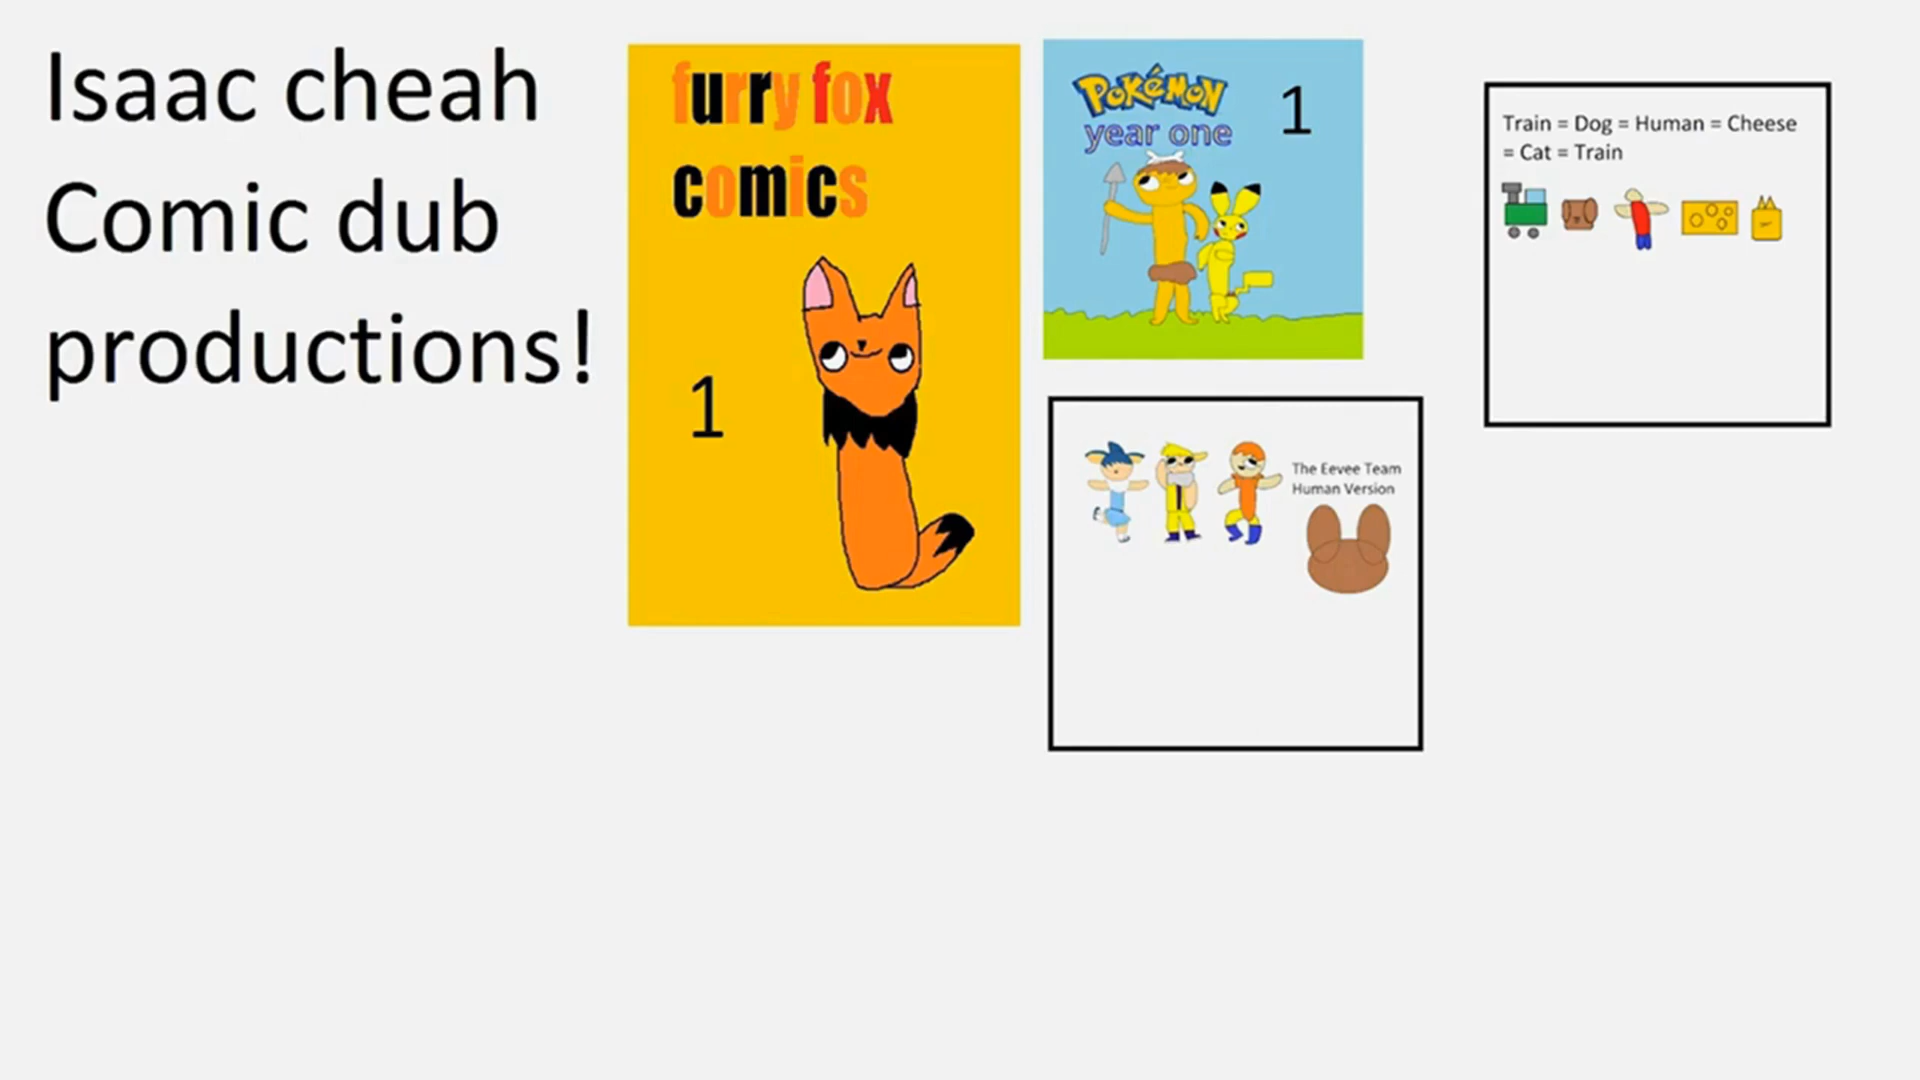 Isaac cheah
Comic dub
productions!
furry fox
comics
1
POKéMON
year one
1
Train = Dog = Human = Cheese
= Cat = Train
The Eevee Team
Human Version